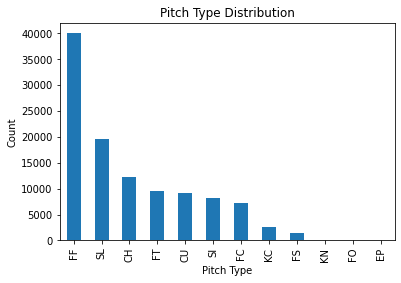 Pitch Type Distribution
40000
35000
30000
25000
20000
15000
10000
5000
0
Count
FF
SL
CH
FT
CU
SI
FC
KC
FS
KN
FO
EP
Pitch Type